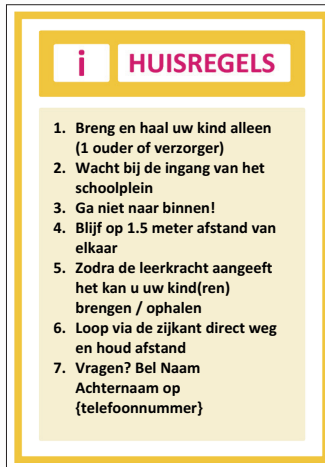 i HUISREGELS
1. Breng en haal uw kind alleen
(1 ouder of verzorger)
2. Wacht bij de ingang van het
schoolplein
3. Ga niet naar binnen!
4. Blijf op 1.5 meter afstand van
elkaar
5. Zodra de leerkracht aangeeft
het kan u uw kind(ren)
brengen / ophalen
6. Loop via de zijkant direct weg
en houd afstand
7. Vragen? Bel Naam
Achternaam op
{telefoonnummer}